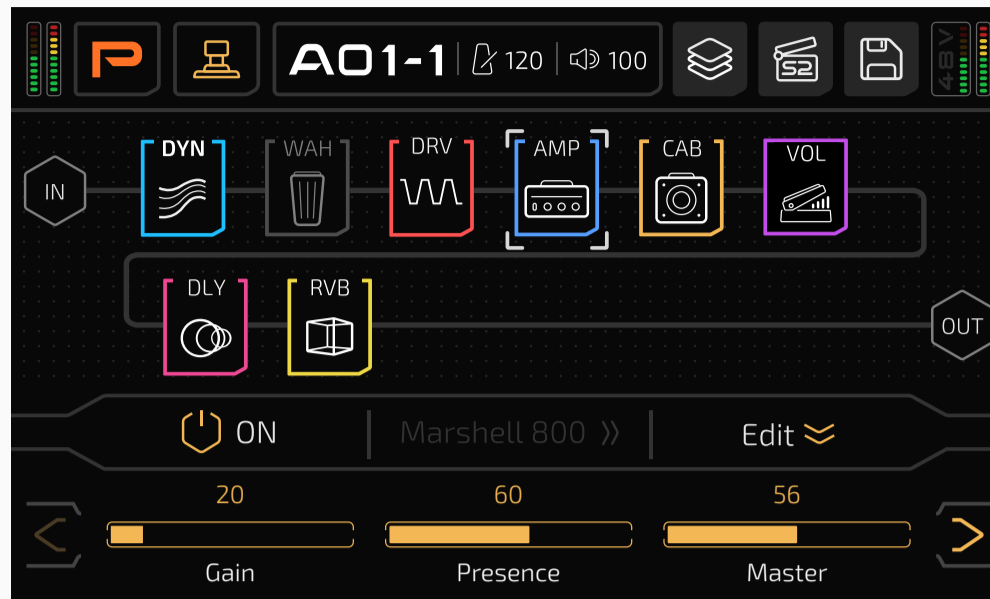 A01-1 120 100 S2 48V
DYN WAH DRV AMP CAB VOL
IN
DLY RVB
OUT
ON Marshell 800 Edit
20 60 56
Gain Presence Master